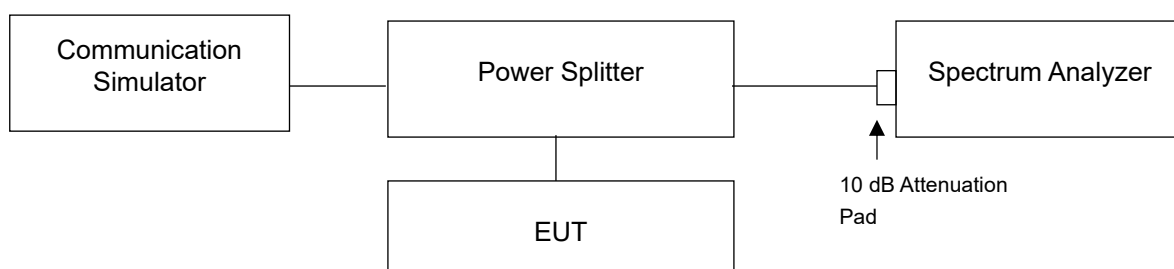 Communication
Simulator
Power Splitter
Spectrum Analyzer
10 dB Attenuation
Pad
EUT